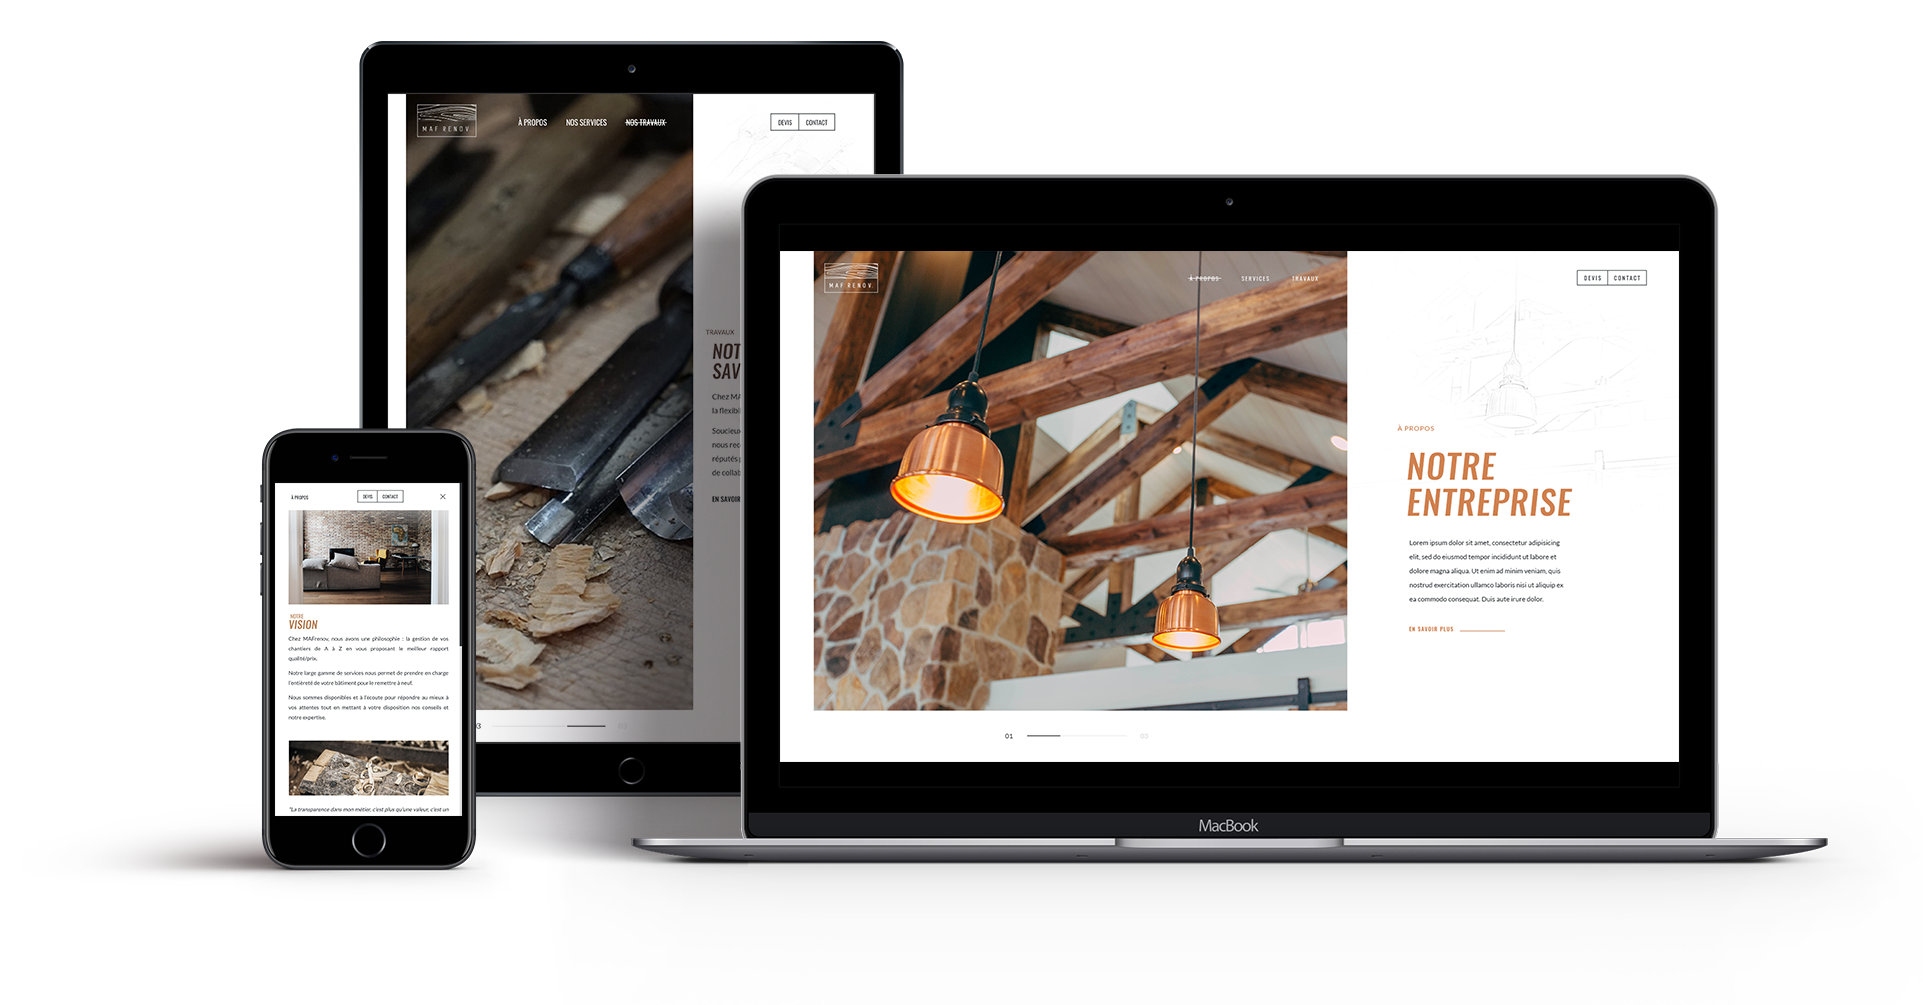 MAF RENOV.
À PROPOS
NOS SERVICES
NOS TRAVAUX
DEVIS
CONTACT
TRAVAUX
NOT
SAV
Chez MA
la flexibil
Soucieux
nous rec
réputés p
de collab
EN SAVOIR
03
MAF RENOV.
À PROPOS
SERVICES
TRAVAUX
DEVIS
CONTACT
À PROPOS
NOTRE
ENTREPRISE
Lorem ipsum dolor sit amet, consectetur adipisicing
elit, sed do eiusmod tempor incididunt ut labore et
dolore magna aliqua. Ut enim ad minim veniam, quis
nostrud exercitation ullamco laboris nisi ut aliquip ex
ea commodo consequat. Duis aute irure dolor.
EN SAVOIR PLUS
01
03
MacBook
À PROPOS
DEVIS
CONTACT
NOTRE
VISION
Chez MAFrenov, nous avons une philosophie : la gestion de vos
chantiers de A à Z en vous proposant le meilleur rapport
qualité/prix.
Notre large gamme de services nous permet de prendre en charge
l'entièreté de votre bâtiment pour le remettre à neuf.
Nous sommes disponibles et à l'écoute pour répondre au mieux à
vos attentes tout en mettant à votre disposition nos conseils et
notre expertise.
"La transparence dans mon métier, c'est plus qu'une valeur, c'est un